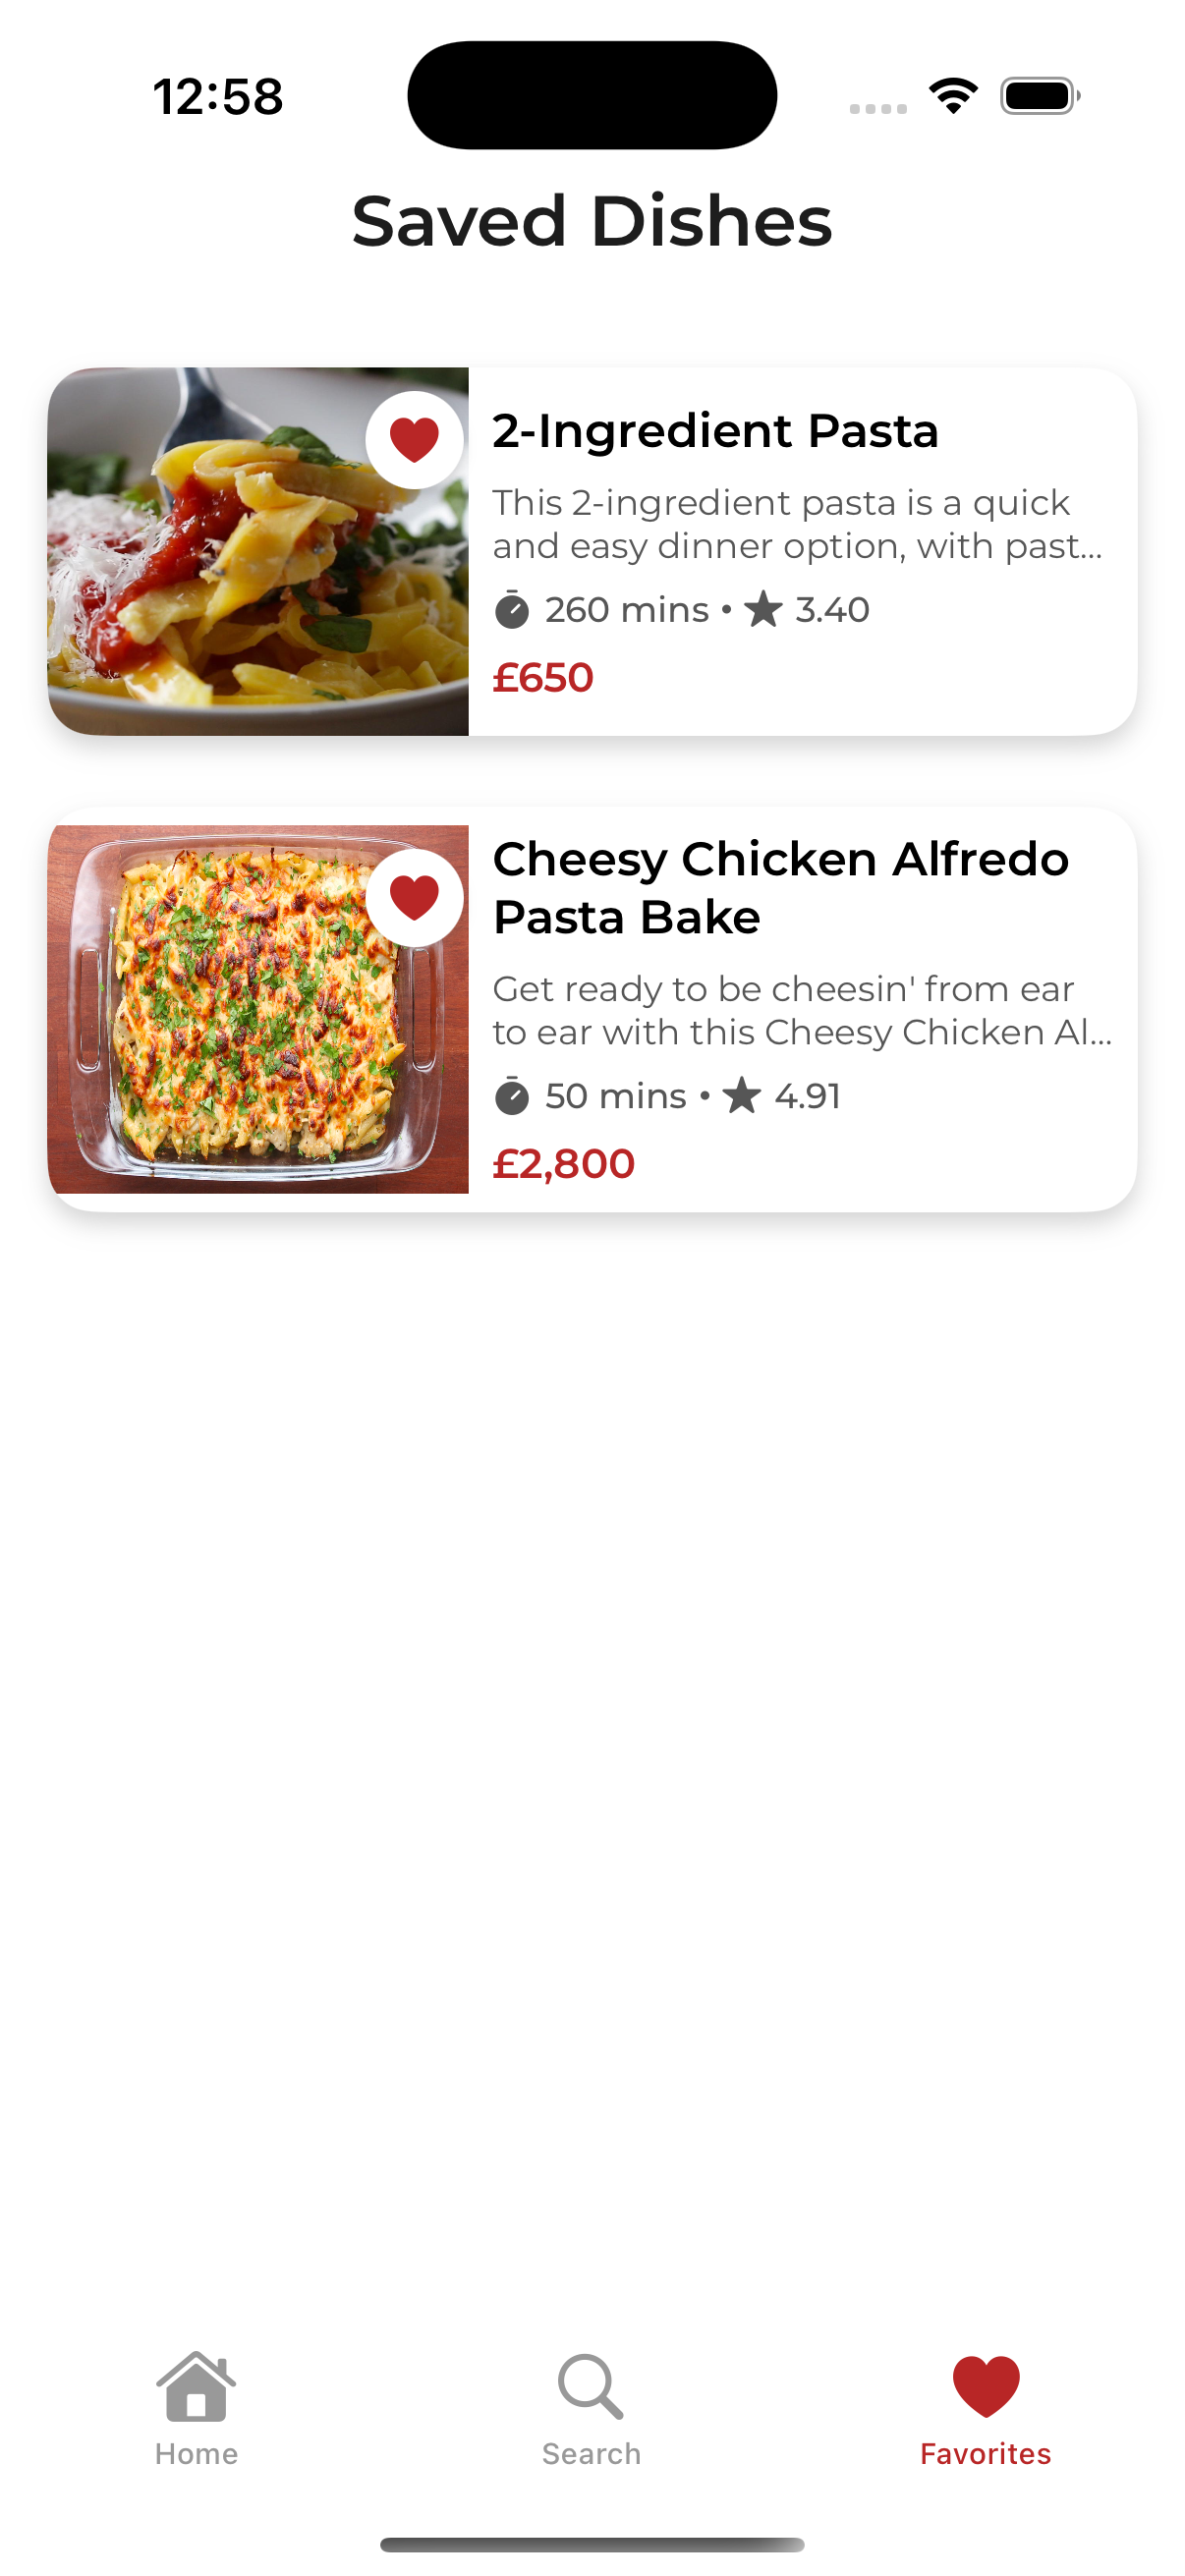 12:58
Saved Dishes
2-Ingredient Pasta
This 2-ingredient pasta is a quick
and easy dinner option, with past...
260 mins • 3.40
£650
Cheesy Chicken Alfredo
Pasta Bake
Get ready to be cheesin' from ear
to ear with this Cheesy Chicken Al...
50 mins • 4.91
£2,800
Home
Search
Favorites